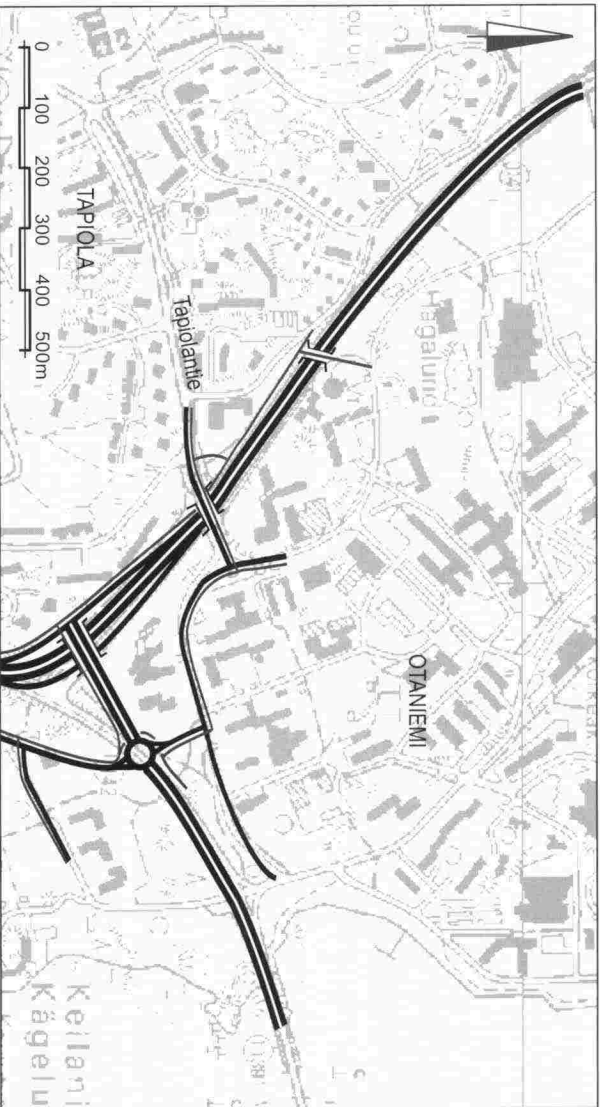 0 100 200 300 400 500m
TAPIOLA
Tapiolantie
Hagalund
OTANIEMI
Keilani
Kägelu